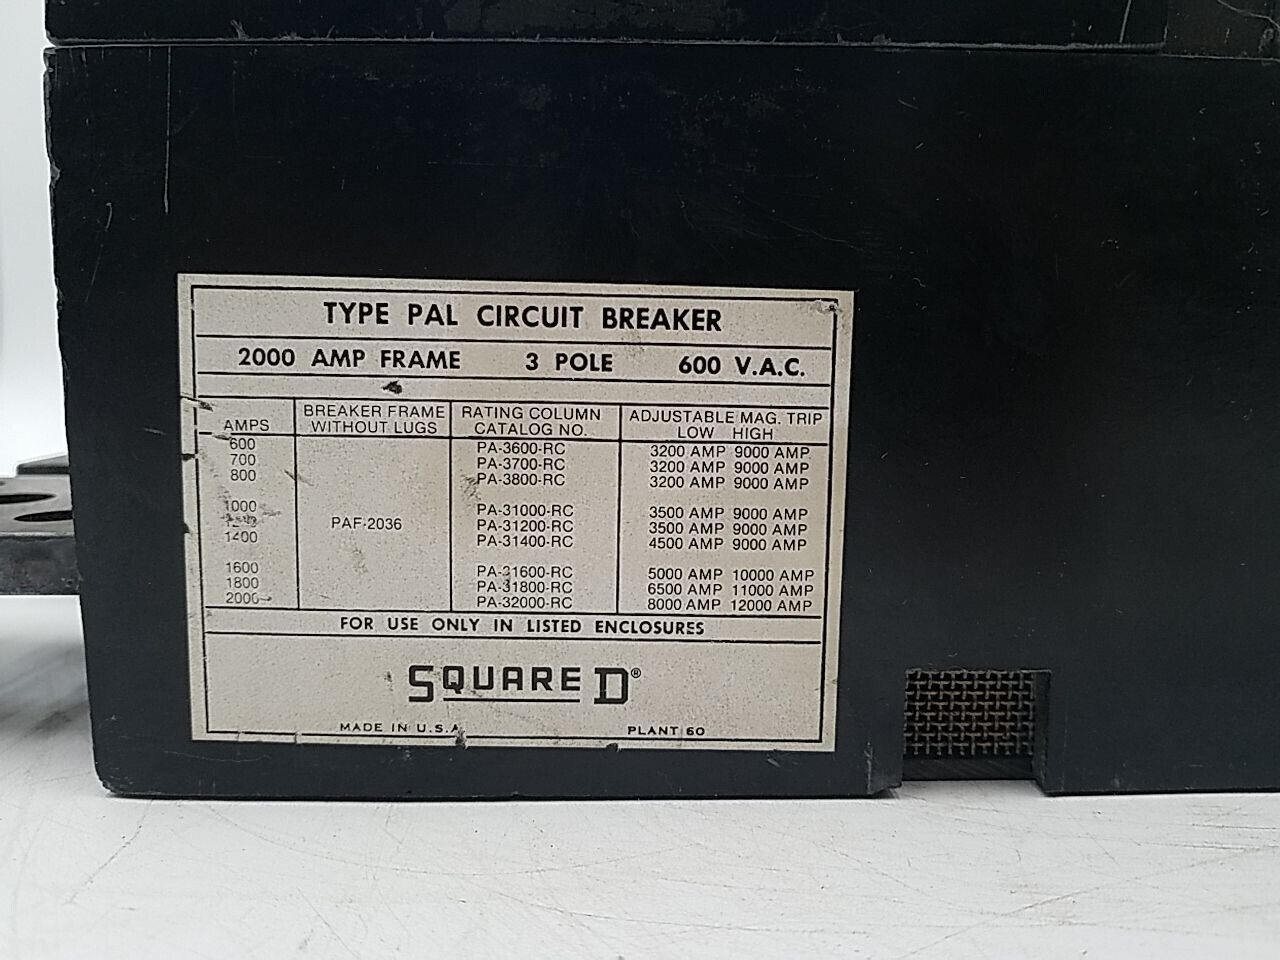 TYPE PAL CIRCUIT BREAKER
2000 AMP FRAME 3 POLE 600 V.A.C.
AMPS BREAKER FRAME WITHOUT LUGS RATING COLUMN CATALOG NO. ADJUSTABLE MAG. TRIP LOW HIGH
600 PA-3600-RC 3200 AMP 9000 AMP
700 PA-3700-RC 3200 AMP 9000 AMP
800 PA-3800-RC 3200 AMP 9000 AMP
1000 PA-31000-RC 3500 AMP 9000 AMP
PAF-2036 PA-31200-RC 3500 AMP 9000 AMP
1400 PA-31400-RC 4500 AMP 9000 AMP
1600 PA-31600-RC 5000 AMP 10000 AMP
1800 PA-31800-RC 6500 AMP 11000 AMP
2000 PA-32000-RC 8000 AMP 12000 AMP
FOR USE ONLY IN LISTED ENCLOSURES
SQUARE D®
MADE IN U.S.A. PLANT 60